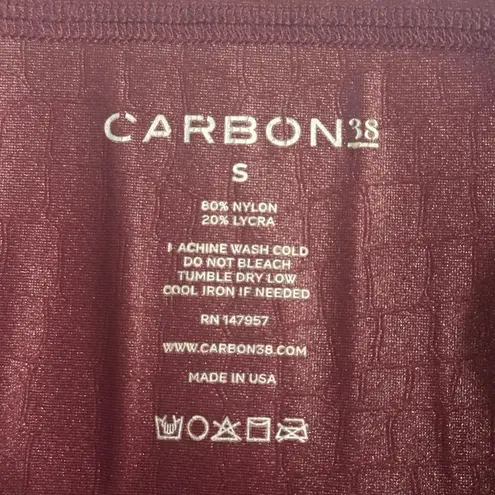 CARBON38
S
80% NYLON
20% LYCRA
MACHINE WASH COLD
DO NOT BLEACH
TUMBLE DRY LOW
COOL IRON IF NEEDED
RN 147957
WWW.CARBON38.COM
MADE IN USA